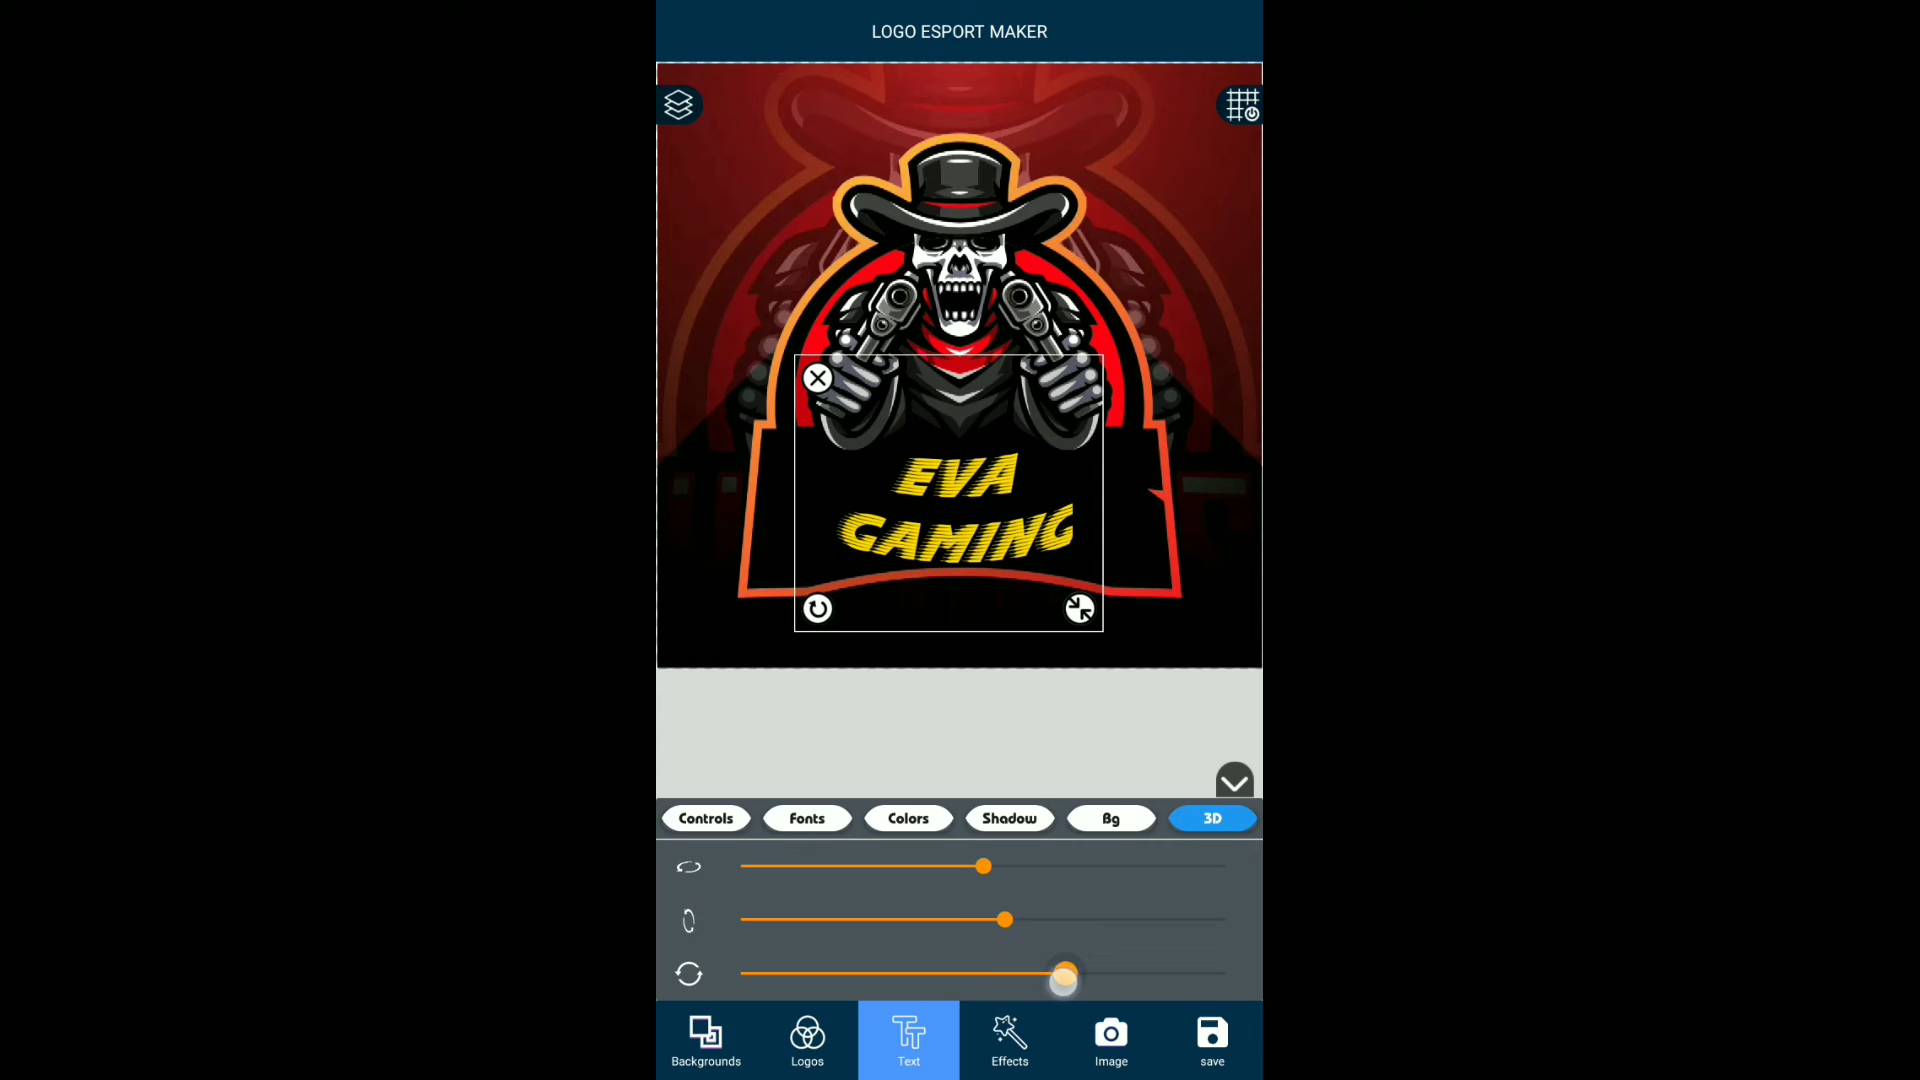 LOGO ESPORT MAKER
EVA
GAMING
Controls Fonts Colors Shadow Bg 3D
Backgrounds Logos Text Effects Image save